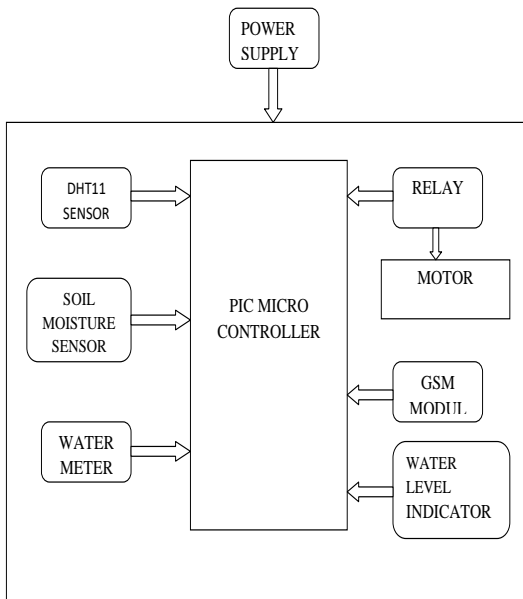 POWER
SUPPLY
DHT11
SENSOR
SOIL
MOISTURE
SENSOR
WATER
METER
PIC MICRO
CONTROLLER
RELAY
MOTOR
GSM
MODUL
WATER
LEVEL
INDICATOR